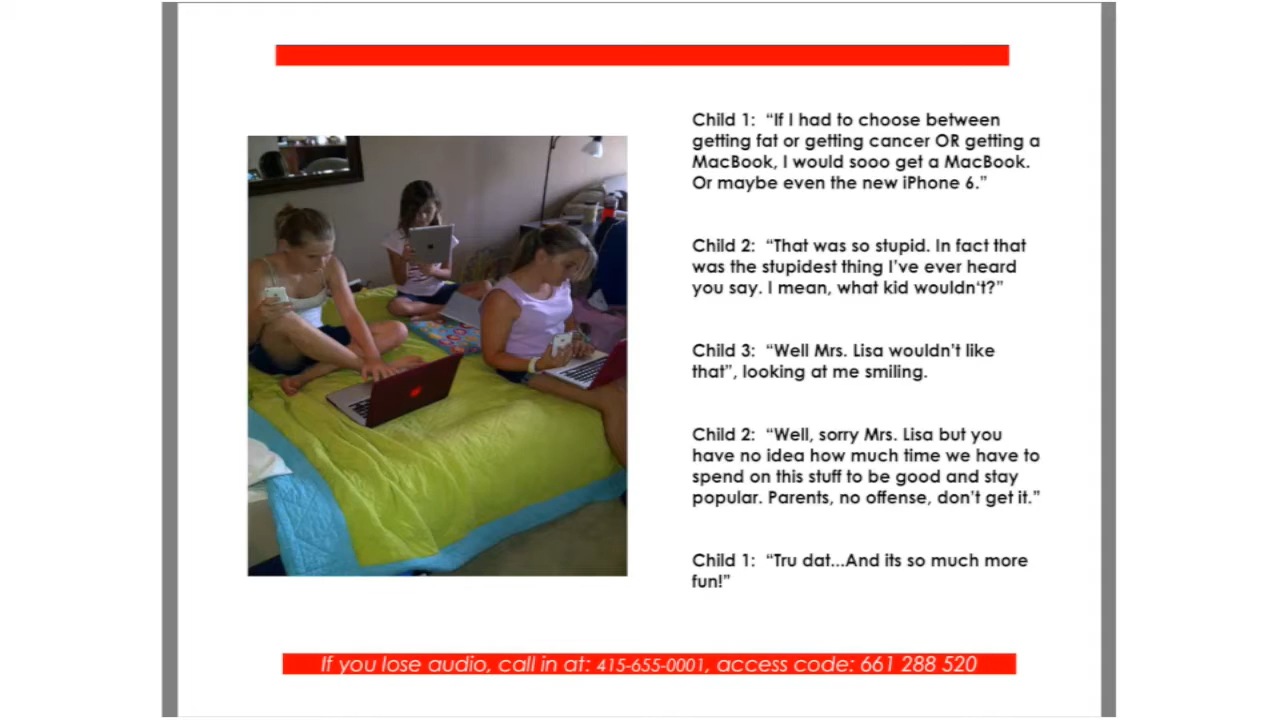 Child 1:  “If I had to choose between
getting fat or getting cancer OR getting a
MacBook, I would sooo get a MacBook.
Or maybe even the new iPhone 6.”
Child 2:  “That was so stupid. In fact that
was the stupidest thing I’ve ever heard
you say. I mean, what kid wouldn‘t?”
Child 3:  “Well Mrs. Lisa wouldn’t like
that”, looking at me smiling.
Child 2:  “Well, sorry Mrs. Lisa but you
have no idea how much time we have to
spend on this stuff to be good and stay
popular. Parents, no offense, don’t get it.”
Child 1:  “Tru dat...And its so much more
fun!”
If you lose audio, call in at: 415-655-0001, access code: 661 288 520